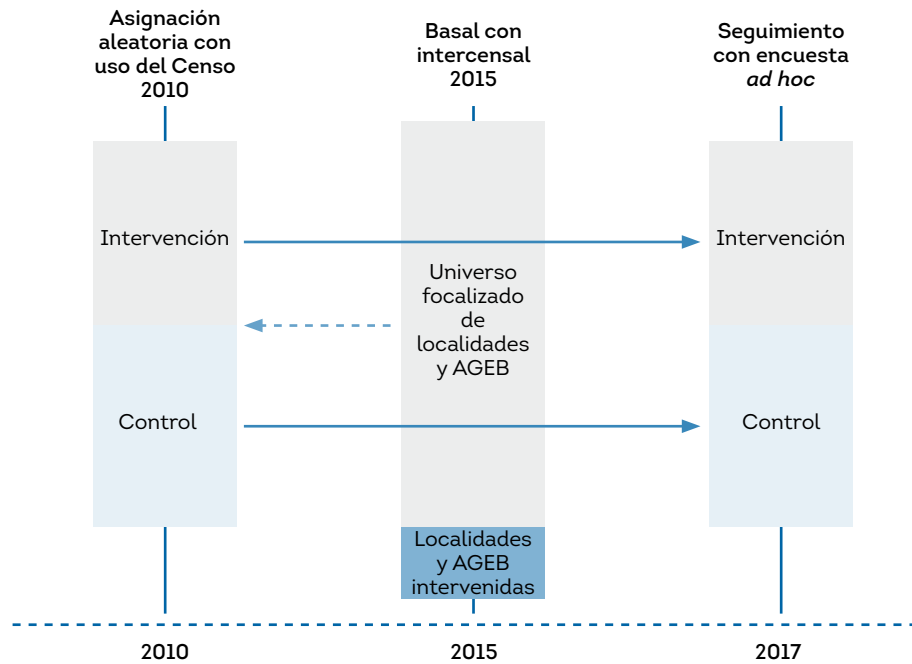 Asignación
aleatoria con
uso del Censo
2010
Basal con
intercensal
2015
Seguimiento
con encuesta
ad hoc
Intervención
Intervención
Universo
focalizado
de
localidades
y AGEB
Control
Control
Localidades
y AGEB
intervenidas
2010
2015
2017